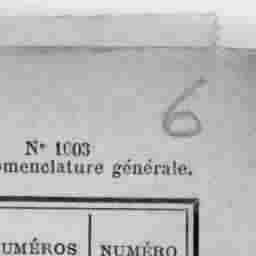 6
N° 1003
omenclature générale.
UMÉROS NUMÉRO